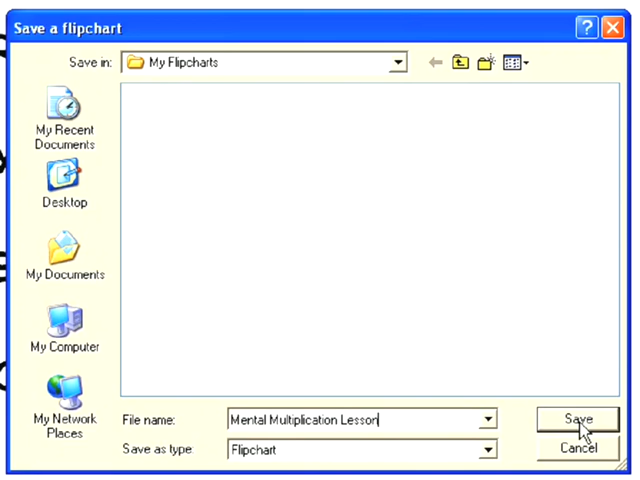 Save a flipchart
Save in: My Flipcharts
My Recent
Documents
Desktop
My Documents
My Computer
My Network
Places
File name: Mental Multiplication Lesson Save
Save as type: Flipchart Cancel